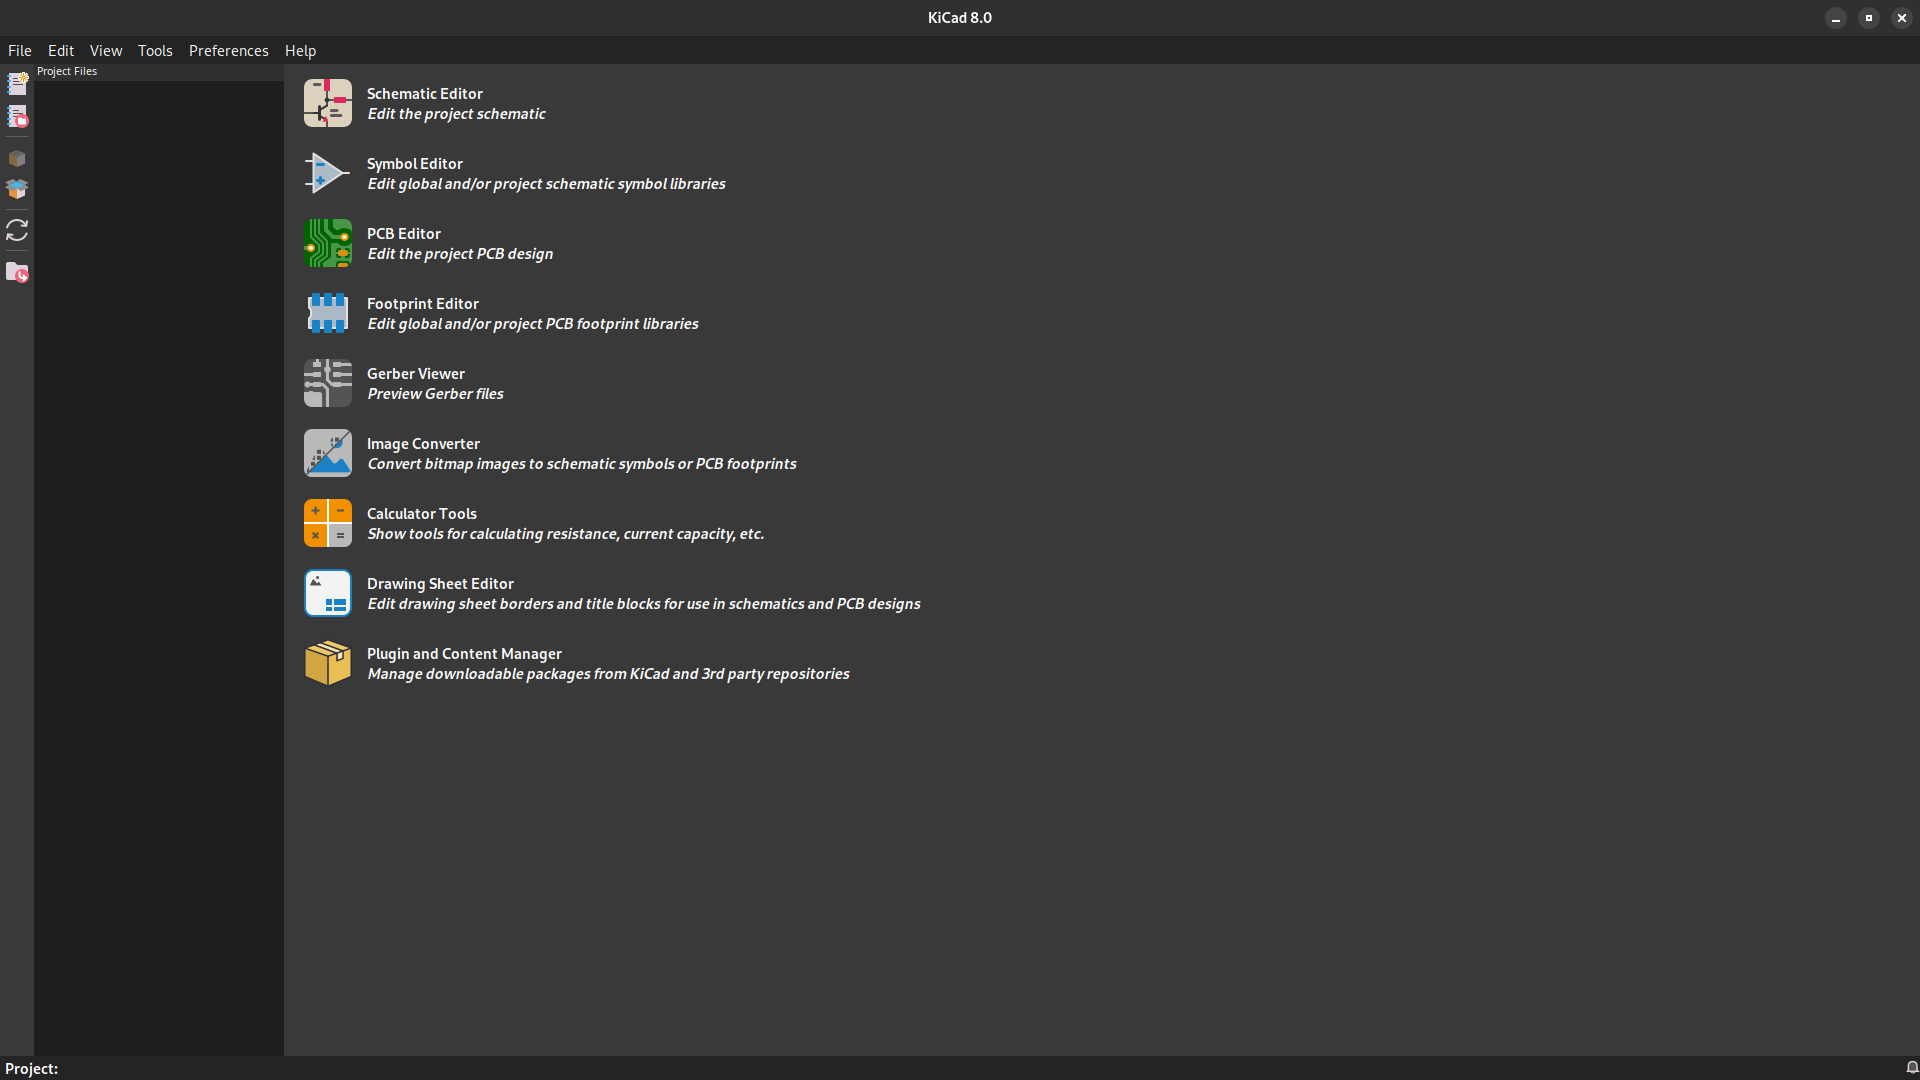 KiCad 8.0
File Edit View Tools Preferences Help
Project Files
Schematic Editor
Edit the project schematic
Symbol Editor
Edit global and/or project schematic symbol libraries
PCB Editor
Edit the project PCB design
Footprint Editor
Edit global and/or project PCB footprint libraries
Gerber Viewer
Preview Gerber files
Image Converter
Convert bitmap images to schematic symbols or PCB footprints
Calculator Tools
Show tools for calculating resistance, current capacity, etc.
Drawing Sheet Editor
Edit drawing sheet borders and title blocks for use in schematics and PCB designs
Plugin and Content Manager
Manage downloadable packages from KiCad and 3rd party repositories
Project: